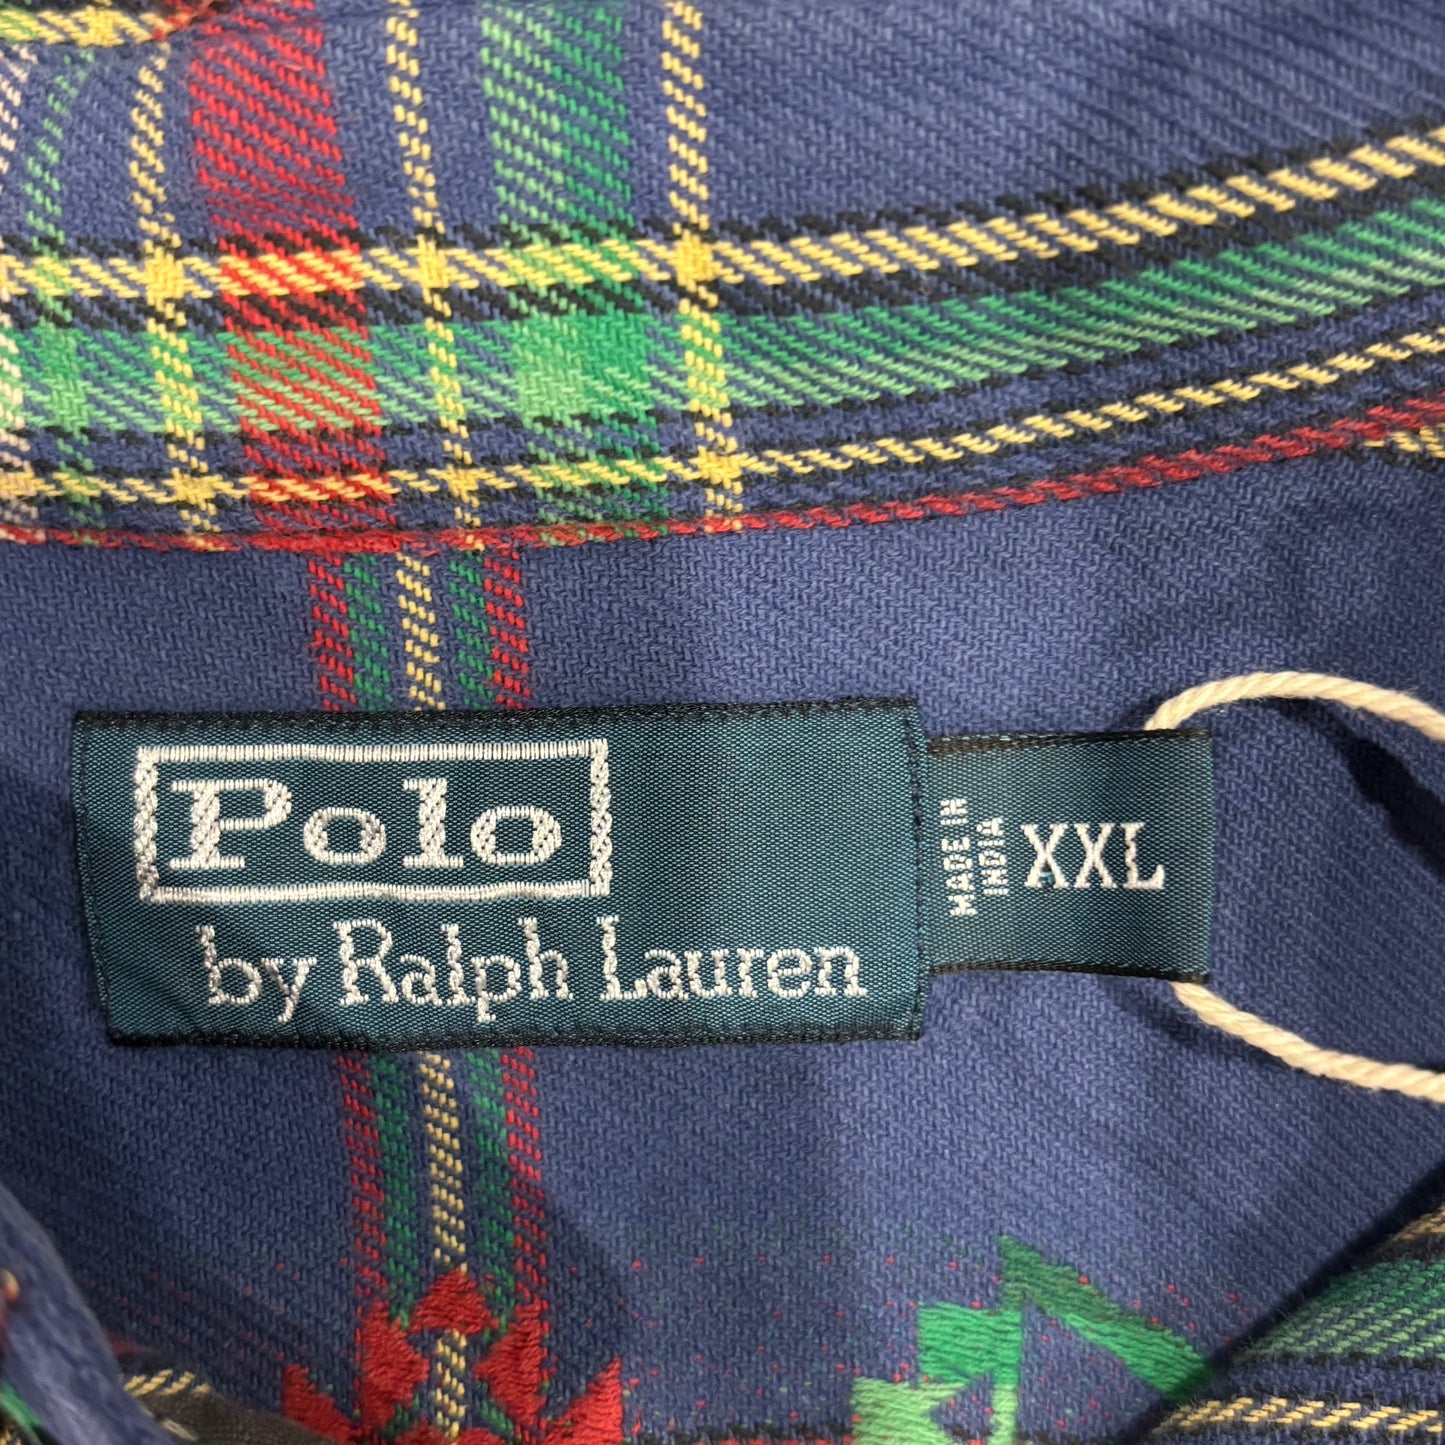 Polo
by Ralph Lauren
MADE IN
INDIA
XXL